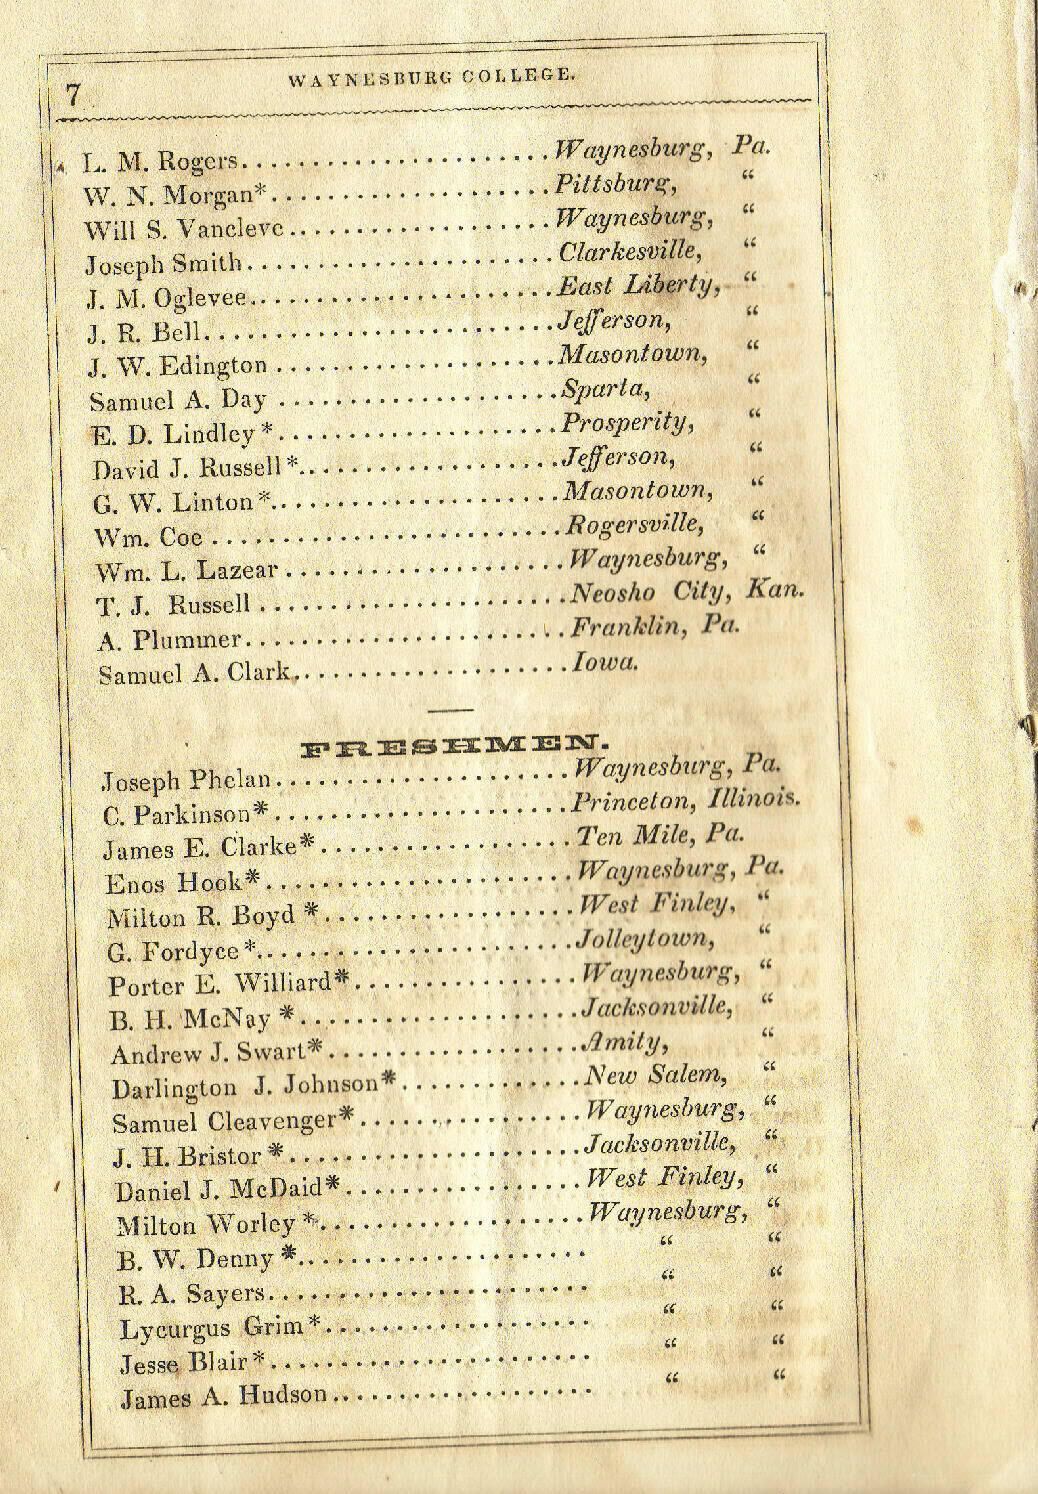 7 WAYNESBURG COLLEGE.
L. M. Rogers......................Waynesburg, Pa.
W. N. Morgan*....................Pittsburg, “
Will S. Vancleve...................Waynesburg, “
Joseph Smith......................Clarkesville, “
J. M. Oglevee......................East Liberty, “
J. R. Bell.........................Jefferson, “
J. W. Edington....................Masontown, “
Samuel A. Day....................Sparta, “
E. D. Lindley*....................Prosperity, “
David J. Russell*...................Jefferson, “
G. W. Linton*.....................Masontown, “
Wm. Coe.........................Rogersville, “
Wm. L. Lazear....................Waynesburg, “
T. J. Russell......................Neosho City, Kan.
A. Plummer.......................Franklin, Pa.
Samuel A. Clark....................Iowa.
FRESHMEN.
Joseph Phelan.....................Waynesburg, Pa.
C. Parkinson*.....................Princeton, Illinois.
James E. Clarke*..................Ten Mile, Pa.
Enos Hook*......................Waynesburg, Pa.
Milton R. Boyd*..................West Finley, “
G. Fordyce*.......................Jolleytown, “
Porter E. Williard*................Waynesburg, “
B. H. McNay*....................Jacksonville, “
Andrew J. Swart*..................Amity, “
Darlington J. Johnson*.............New Salem, “
Samuel Cleavenger*................Waynesburg, “
J. H. Bristor*.....................Jacksonville, “
Daniel J. McDaid*.................West Finley, “
Milton Worley*...................Waynesburg, “
B. W. Denny*..................... “ “
R. A. Sayers....................... “ “
Lycurgus Grim*................... “ “
Jesse Blair*....................... “ “
James A. Hudson................... “ “